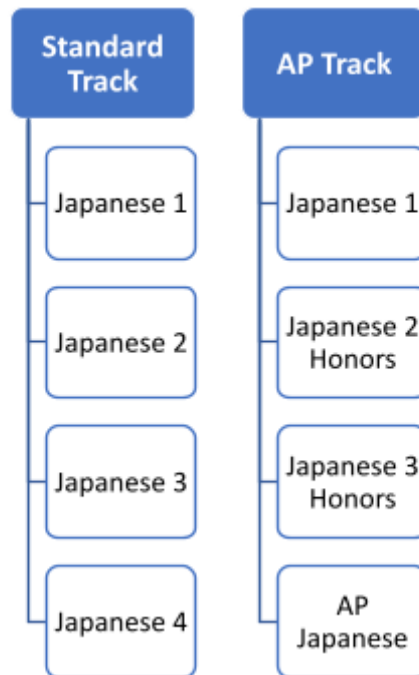 Standard
Track
Japanese 1
Japanese 2
Japanese 3
Japanese 4
AP Track
Japanese 1
Japanese 2
Honors
Japanese 3
Honors
AP
Japanese